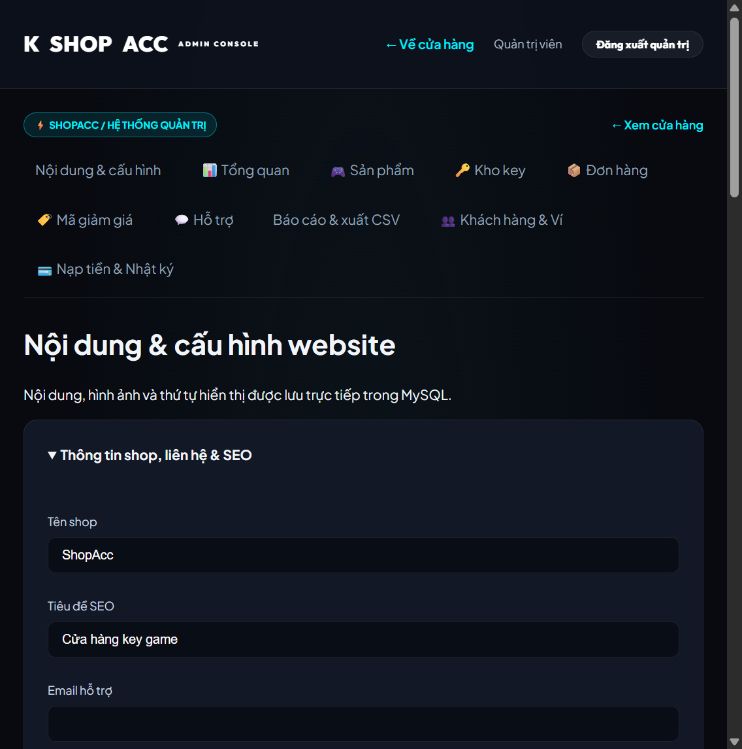 K SHOP ACC ADMIN CONSOLE ← Về cửa hàng Quản trị viên Đăng xuất quản trị
SHOPACC / HỆ THỐNG QUẢN TRỊ ← Xem cửa hàng
Nội dung & cấu hình Tổng quan Sản phẩm Kho key Đơn hàng
Mã giảm giá Hỗ trợ Báo cáo & xuất CSV Khách hàng & Ví
Nạp tiền & Nhật ký
Nội dung & cấu hình website
Nội dung, hình ảnh và thứ tự hiển thị được lưu trực tiếp trong MySQL.
▼ Thông tin shop, liên hệ & SEO
Tên shop
ShopAcc
Tiêu đề SEO
Cửa hàng key game
Email hỗ trợ